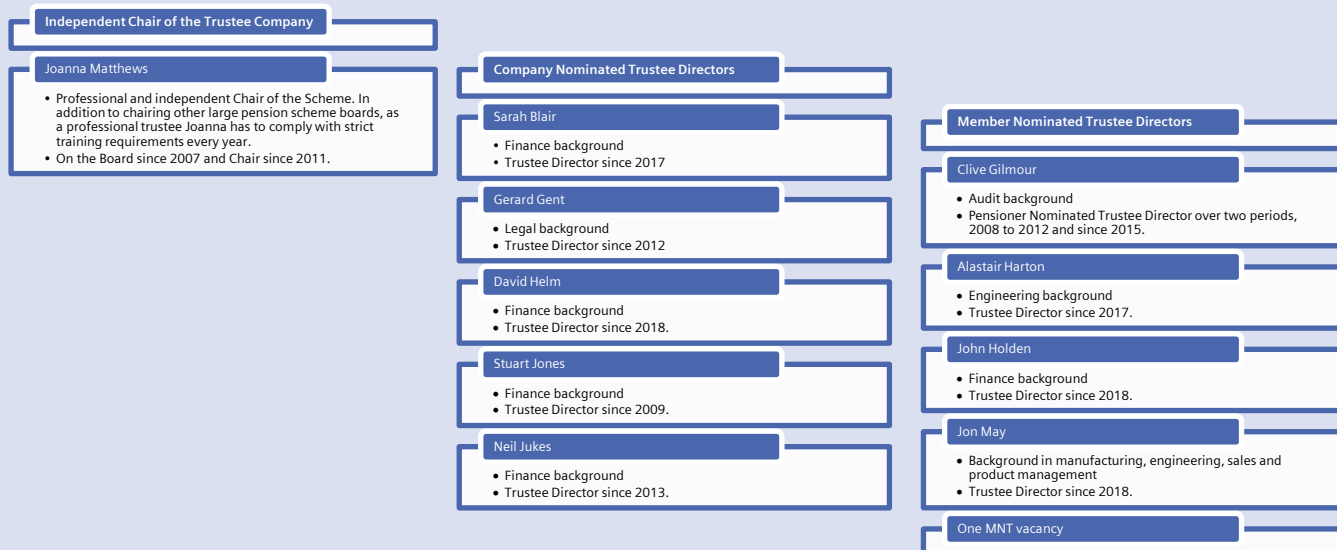 Independent Chair of the Trustee Company
Joanna Matthews
• Professional and independent Chair of the Scheme. In
addition to chairing other large pension scheme boards, as
a professional trustee Joanna has to comply with strict
training requirements every year.
• On the Board since 2007 and Chair since 2011.
Company Nominated Trustee Directors
Sarah Blair
• Finance background
• Trustee Director since 2017
Gerard Gent
• Legal background
• Trustee Director since 2012
David Helm
• Finance background
• Trustee Director since 2018.
Stuart Jones
• Finance background
• Trustee Director since 2009.
Neil Jukes
• Finance background
• Trustee Director since 2013.
Member Nominated Trustee Directors
Clive Gilmour
• Audit background
• Pensioner Nominated Trustee Director over two periods,
2008 to 2012 and since 2015.
Alastair Harton
• Engineering background
• Trustee Director since 2017.
John Holden
• Finance background
• Trustee Director since 2018.
Jon May
• Background in manufacturing, engineering, sales and
product management
• Trustee Director since 2018.
One MNT vacancy